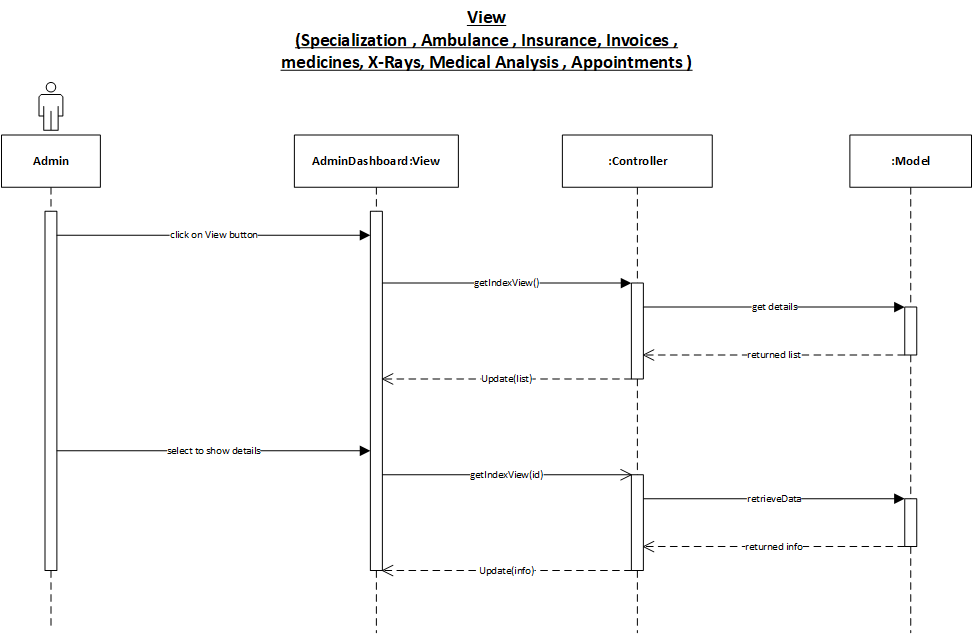 View
(Specialization , Ambulance , Insurance, Invoices ,
medicines, X-Rays, Medical Analysis , Appointments )
Admin
AdminDashboard:View
:Controller
:Model
click on View button
getIndexView()
get details
returned list
Update(list)
select to show details
getIndexView(id)
retrieveData
returned info
Update(info)